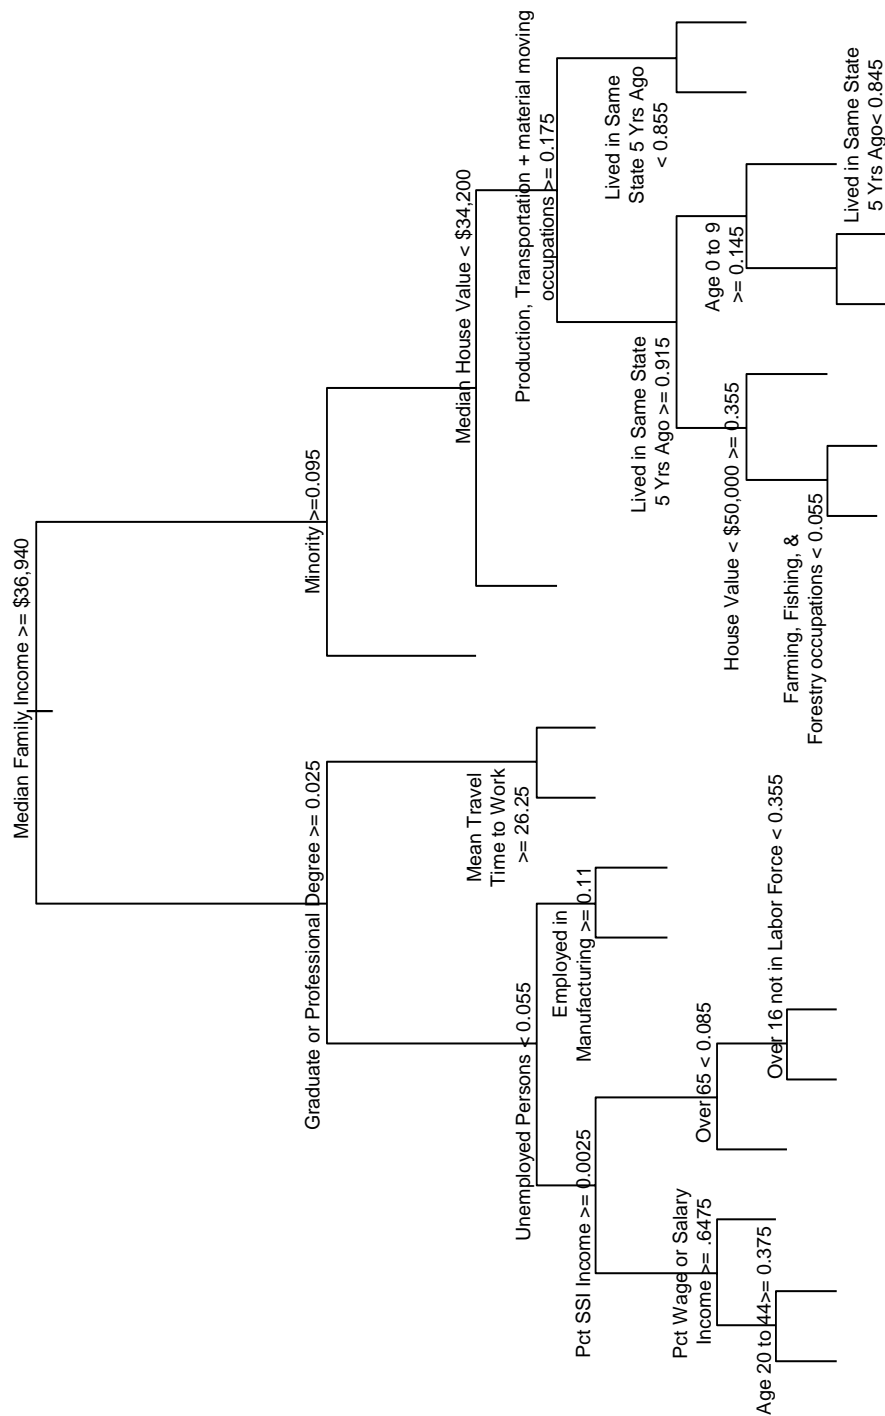 Median Family Income >= $36,940
Graduate or Professional Degree >= 0.025
Minority >=0.095
Unemployed Persons < 0.055
Mean Travel
Time to Work
>= 26.25
Median House Value < $34,200
Pct SSI Income >= 0.0025
Employed in
Manufacturing >= 0.11
Production, Transportation + material moving
occupations >= 0.175
Pct Wage or Salary
Income >= .6475
Over 65 < 0.085
Lived in Same State
5 Yrs Ago >= 0.915
Lived in Same
State 5 Yrs Ago
< 0.855
Age 20 to 44>= 0.375
Over 16 not in Labor Force < 0.355
House Value < $50,000 >= 0.355
Age 0 to 9
>= 0.145
Farming, Fishing, &
Forestry occupations < 0.055
Lived in Same State
5 Yrs Ago< 0.845